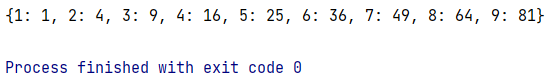 {1: 1, 2: 4, 3: 9, 4: 16, 5: 25, 6: 36, 7: 49, 8: 64, 9: 81}
Process finished with exit code 0